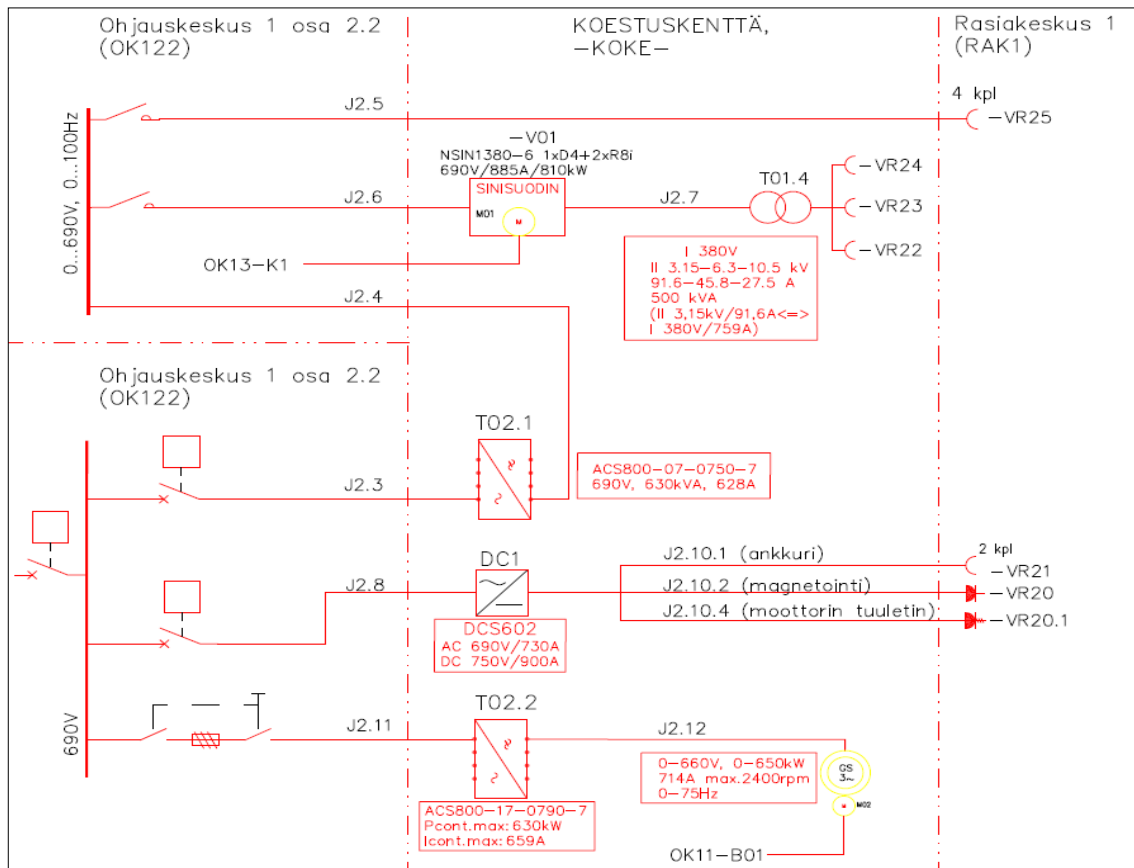 Ohjauskeskus 1 osa 2.2
(OK122)
KOESTUSKENTTÄ,
-KOKE-
Rasiakeskus 1
(RAK1)
0...690V, 0...100Hz
J2.5
4 kpl
-VR25
-V01
NSIN1380-6 1xD4+2xR8i
690V/885A/810kW
SINISUODIN
M01
M
J2.6
J2.7
T01.4
-VR24
-VR23
-VR22
OK13-K1
I 380V
II 3.15-6.3-10.5 kV
91.6-45.8-27.5 A
500 kVA
(II 3,15kV/91,6A<=>
I 380V/759A)
J2.4
Ohjauskeskus 1 osa 2.2
(OK122)
T02.1
ACS800-07-0750-7
690V, 630kVA, 628A
J2.3
J2.8
DC1
DCS602
AC 690V/730A
DC 750V/900A
J2.10.1 (ankkuri)
J2.10.2 (magnetointi)
J2.10.4 (moottorin tuuletin)
2 kpl
-VR21
-VR20
-VR20.1
690V
J2.11
T02.2
ACS800-17-0790-7
Pcont.max: 630kW
Icont.max: 659A
J2.12
0-660V, 0-650kW
714A max.2400rpm
0-75Hz
GS
3~
M
M02
OK11-B01